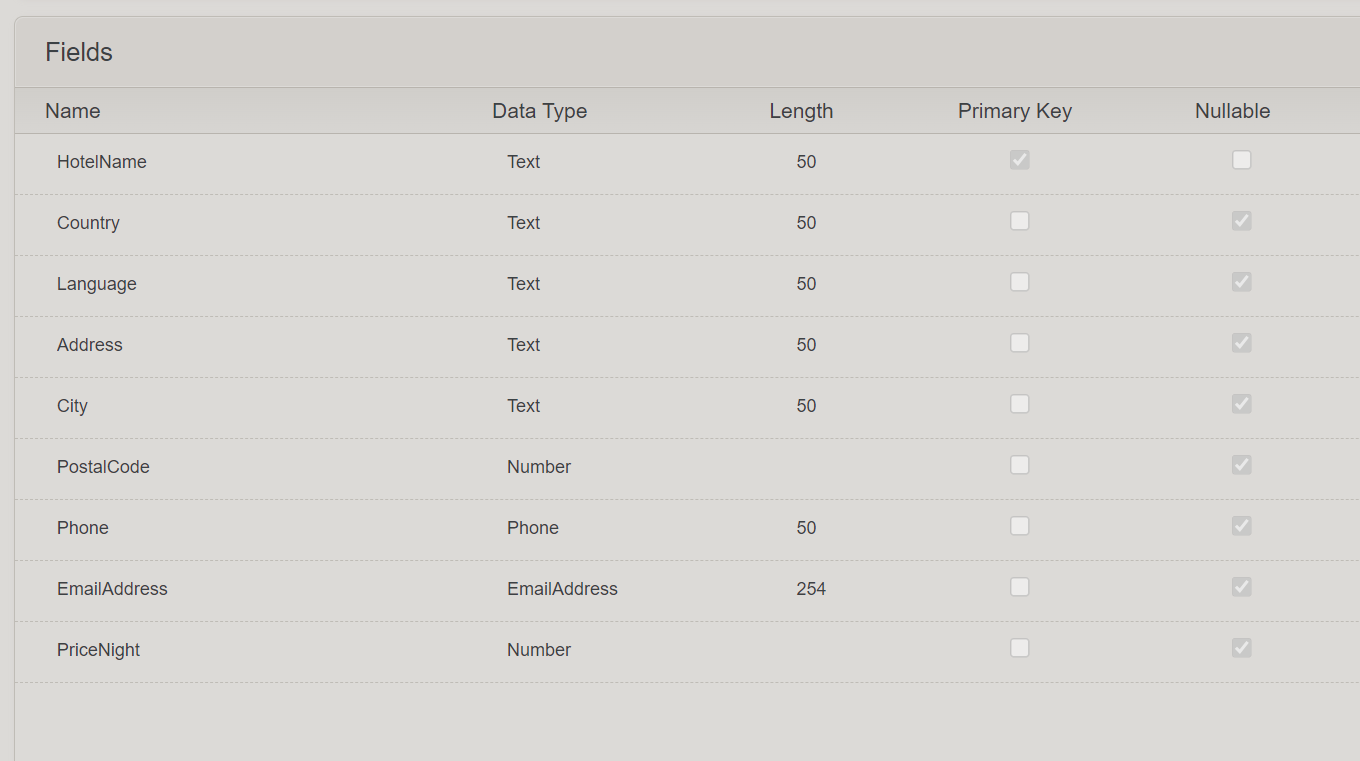 Fields
Name Data Type Length Primary Key Nullable
HotelName Text 50
Country Text 50
Language Text 50
Address Text 50
City Text 50
PostalCode Number
Phone Phone 50
EmailAddress EmailAddress 254
PriceNight Number